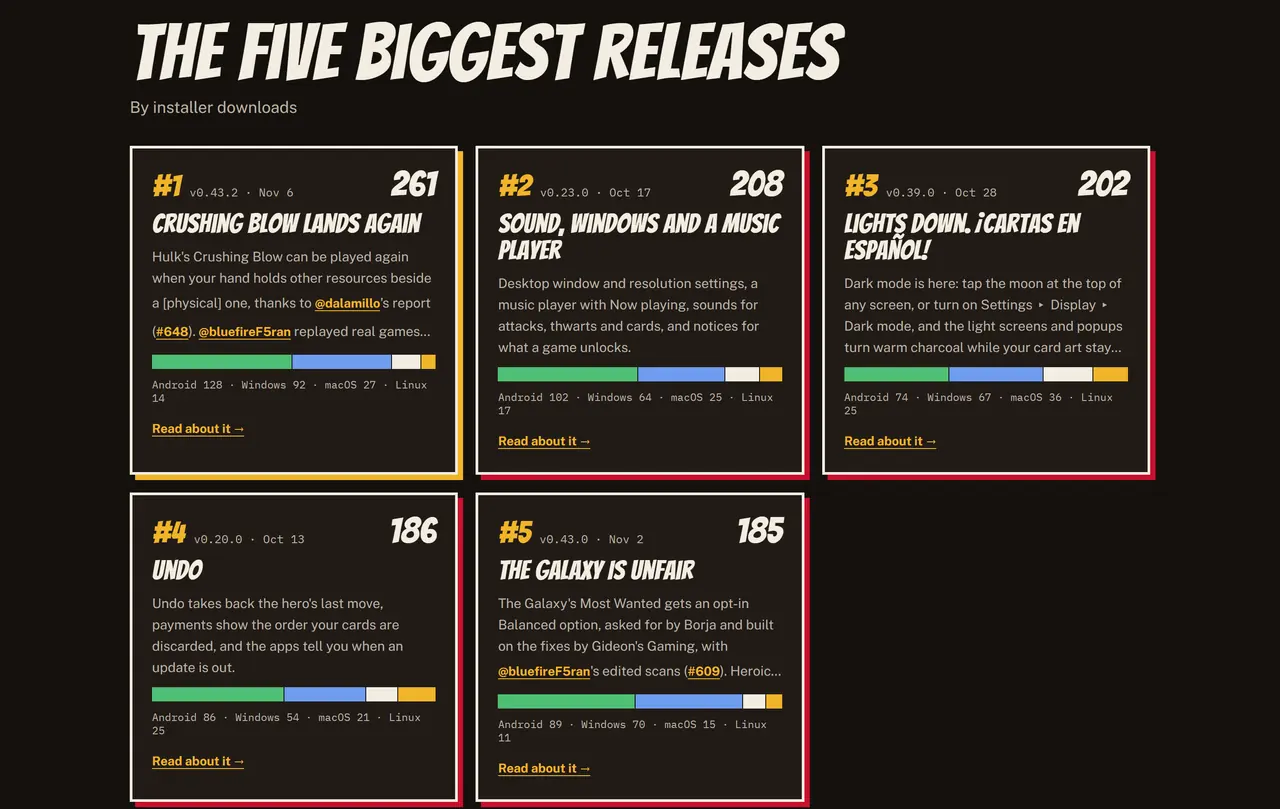 THE FIVE BIGGEST RELEASES
By installer downloads
#1 v0.43.2 · Nov 6 261
CRUSHING BLOW LANDS AGAIN
Hulk's Crushing Blow can be played again
when your hand holds other resources beside
a [physical] one, thanks to @dalamillo's report
(#648). @bluefireF5ran replayed real games…
Android 128 · Windows 92 · macOS 27 · Linux
14
Read about it →
#2 v0.23.0 · Oct 17 208
SOUND, WINDOWS AND A MUSIC
PLAYER
Desktop window and resolution settings, a
music player with Now playing, sounds for
attacks, thwarts and cards, and notices for
what a game unlocks.
Android 102 · Windows 64 · macOS 25 · Linux
17
Read about it →
#3 v0.39.0 · Oct 28 202
LIGHTS DOWN. ¡CARTAS EN
ESPAÑOL!
Dark mode is here: tap the moon at the top of
any screen, or turn on Settings ‣ Display ‣
Dark mode, and the light screens and popups
turn warm charcoal while your card art stay…
Android 74 · Windows 67 · macOS 36 · Linux
25
Read about it →
#4 v0.20.0 · Oct 13 186
UNDO
Undo takes back the hero's last move,
payments show the order your cards are
discarded, and the apps tell you when an
update is out.
Android 86 · Windows 54 · macOS 21 · Linux
25
Read about it →
#5 v0.43.0 · Nov 2 185
THE GALAXY IS UNFAIR
The Galaxy's Most Wanted gets an opt-in
Balanced option, asked for by Borja and built
on the fixes by Gideon's Gaming, with
@bluefireF5ran's edited scans (#609). Heroic…
Android 89 · Windows 70 · macOS 15 · Linux
11
Read about it →